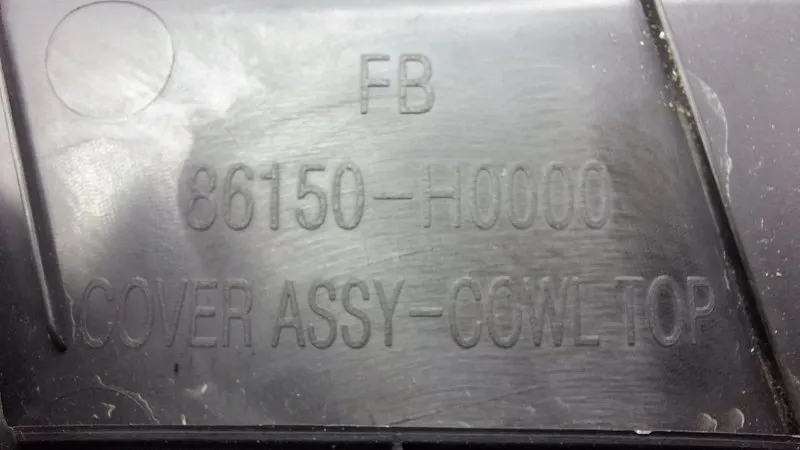 FB
86150-H0000
COVER ASSY-COWL TOP